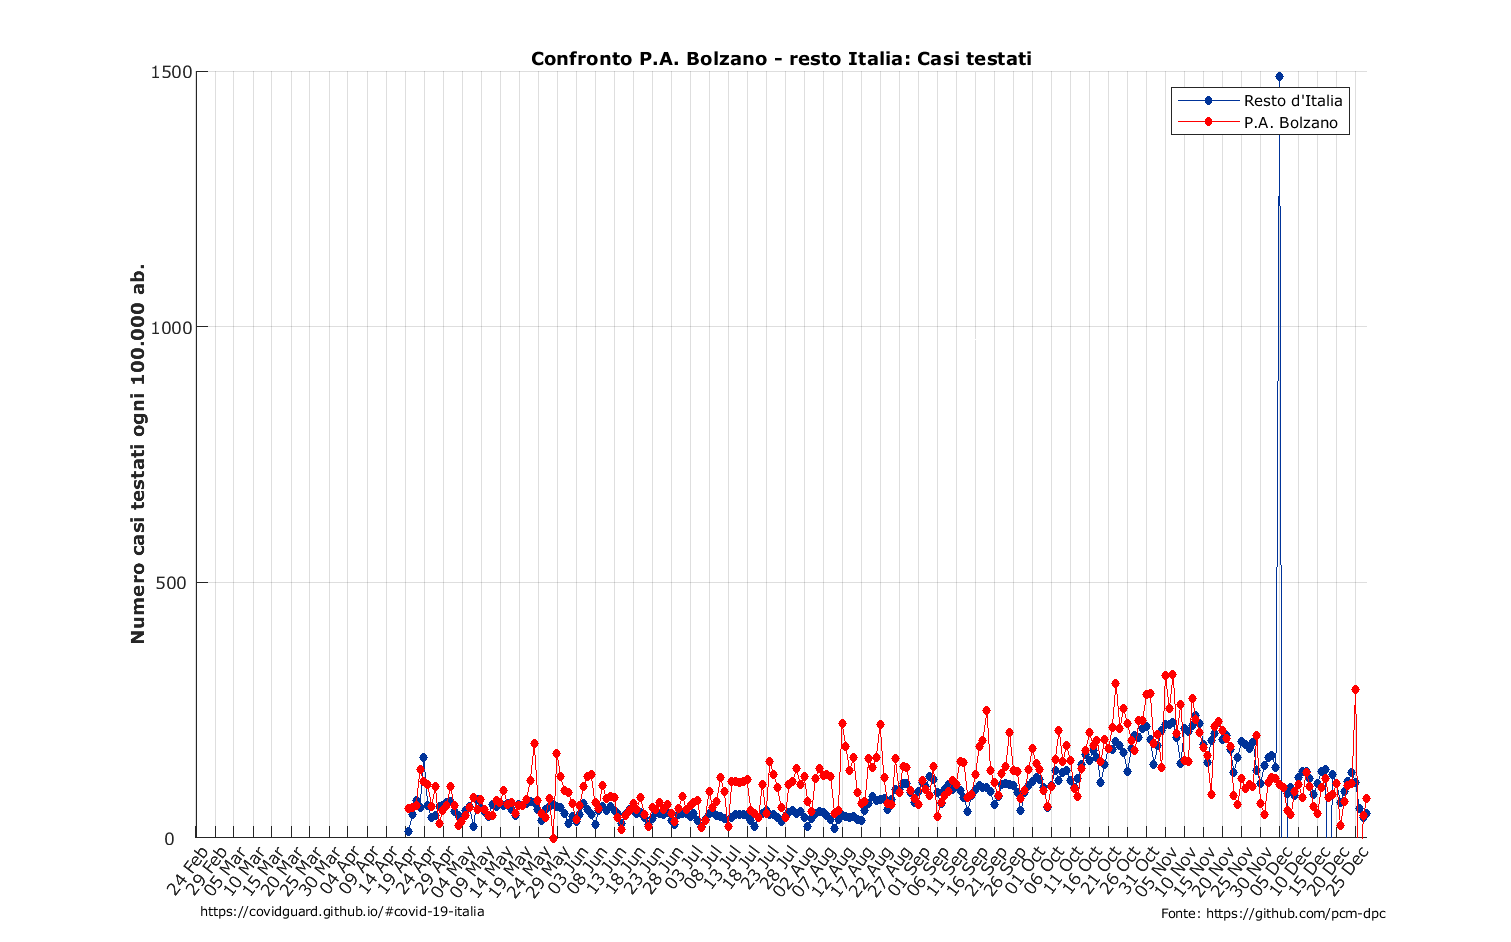 Confronto P.A. Bolzano - resto Italia: Casi testati
Resto d'Italia
P.A. Bolzano
Numero casi testati ogni 100.000 ab.
1500
1000
500
0
24 Feb
29 Feb
05 Mar
10 Mar
15 Mar
20 Mar
25 Mar
30 Mar
04 Apr
09 Apr
14 Apr
19 Apr
24 Apr
29 Apr
04 May
09 May
14 May
19 May
24 May
29 May
03 Jun
08 Jun
13 Jun
18 Jun
23 Jun
28 Jun
03 Jul
08 Jul
13 Jul
18 Jul
23 Jul
28 Jul
02 Aug
07 Aug
12 Aug
17 Aug
22 Aug
27 Aug
01 Sep
06 Sep
11 Sep
16 Sep
21 Sep
26 Sep
01 Oct
06 Oct
11 Oct
16 Oct
21 Oct
26 Oct
31 Oct
05 Nov
10 Nov
15 Nov
20 Nov
25 Nov
30 Nov
05 Dec
10 Dec
15 Dec
20 Dec
25 Dec
https://covidguard.github.io/#covid-19-italia
Fonte: https://github.com/pcm-dpc